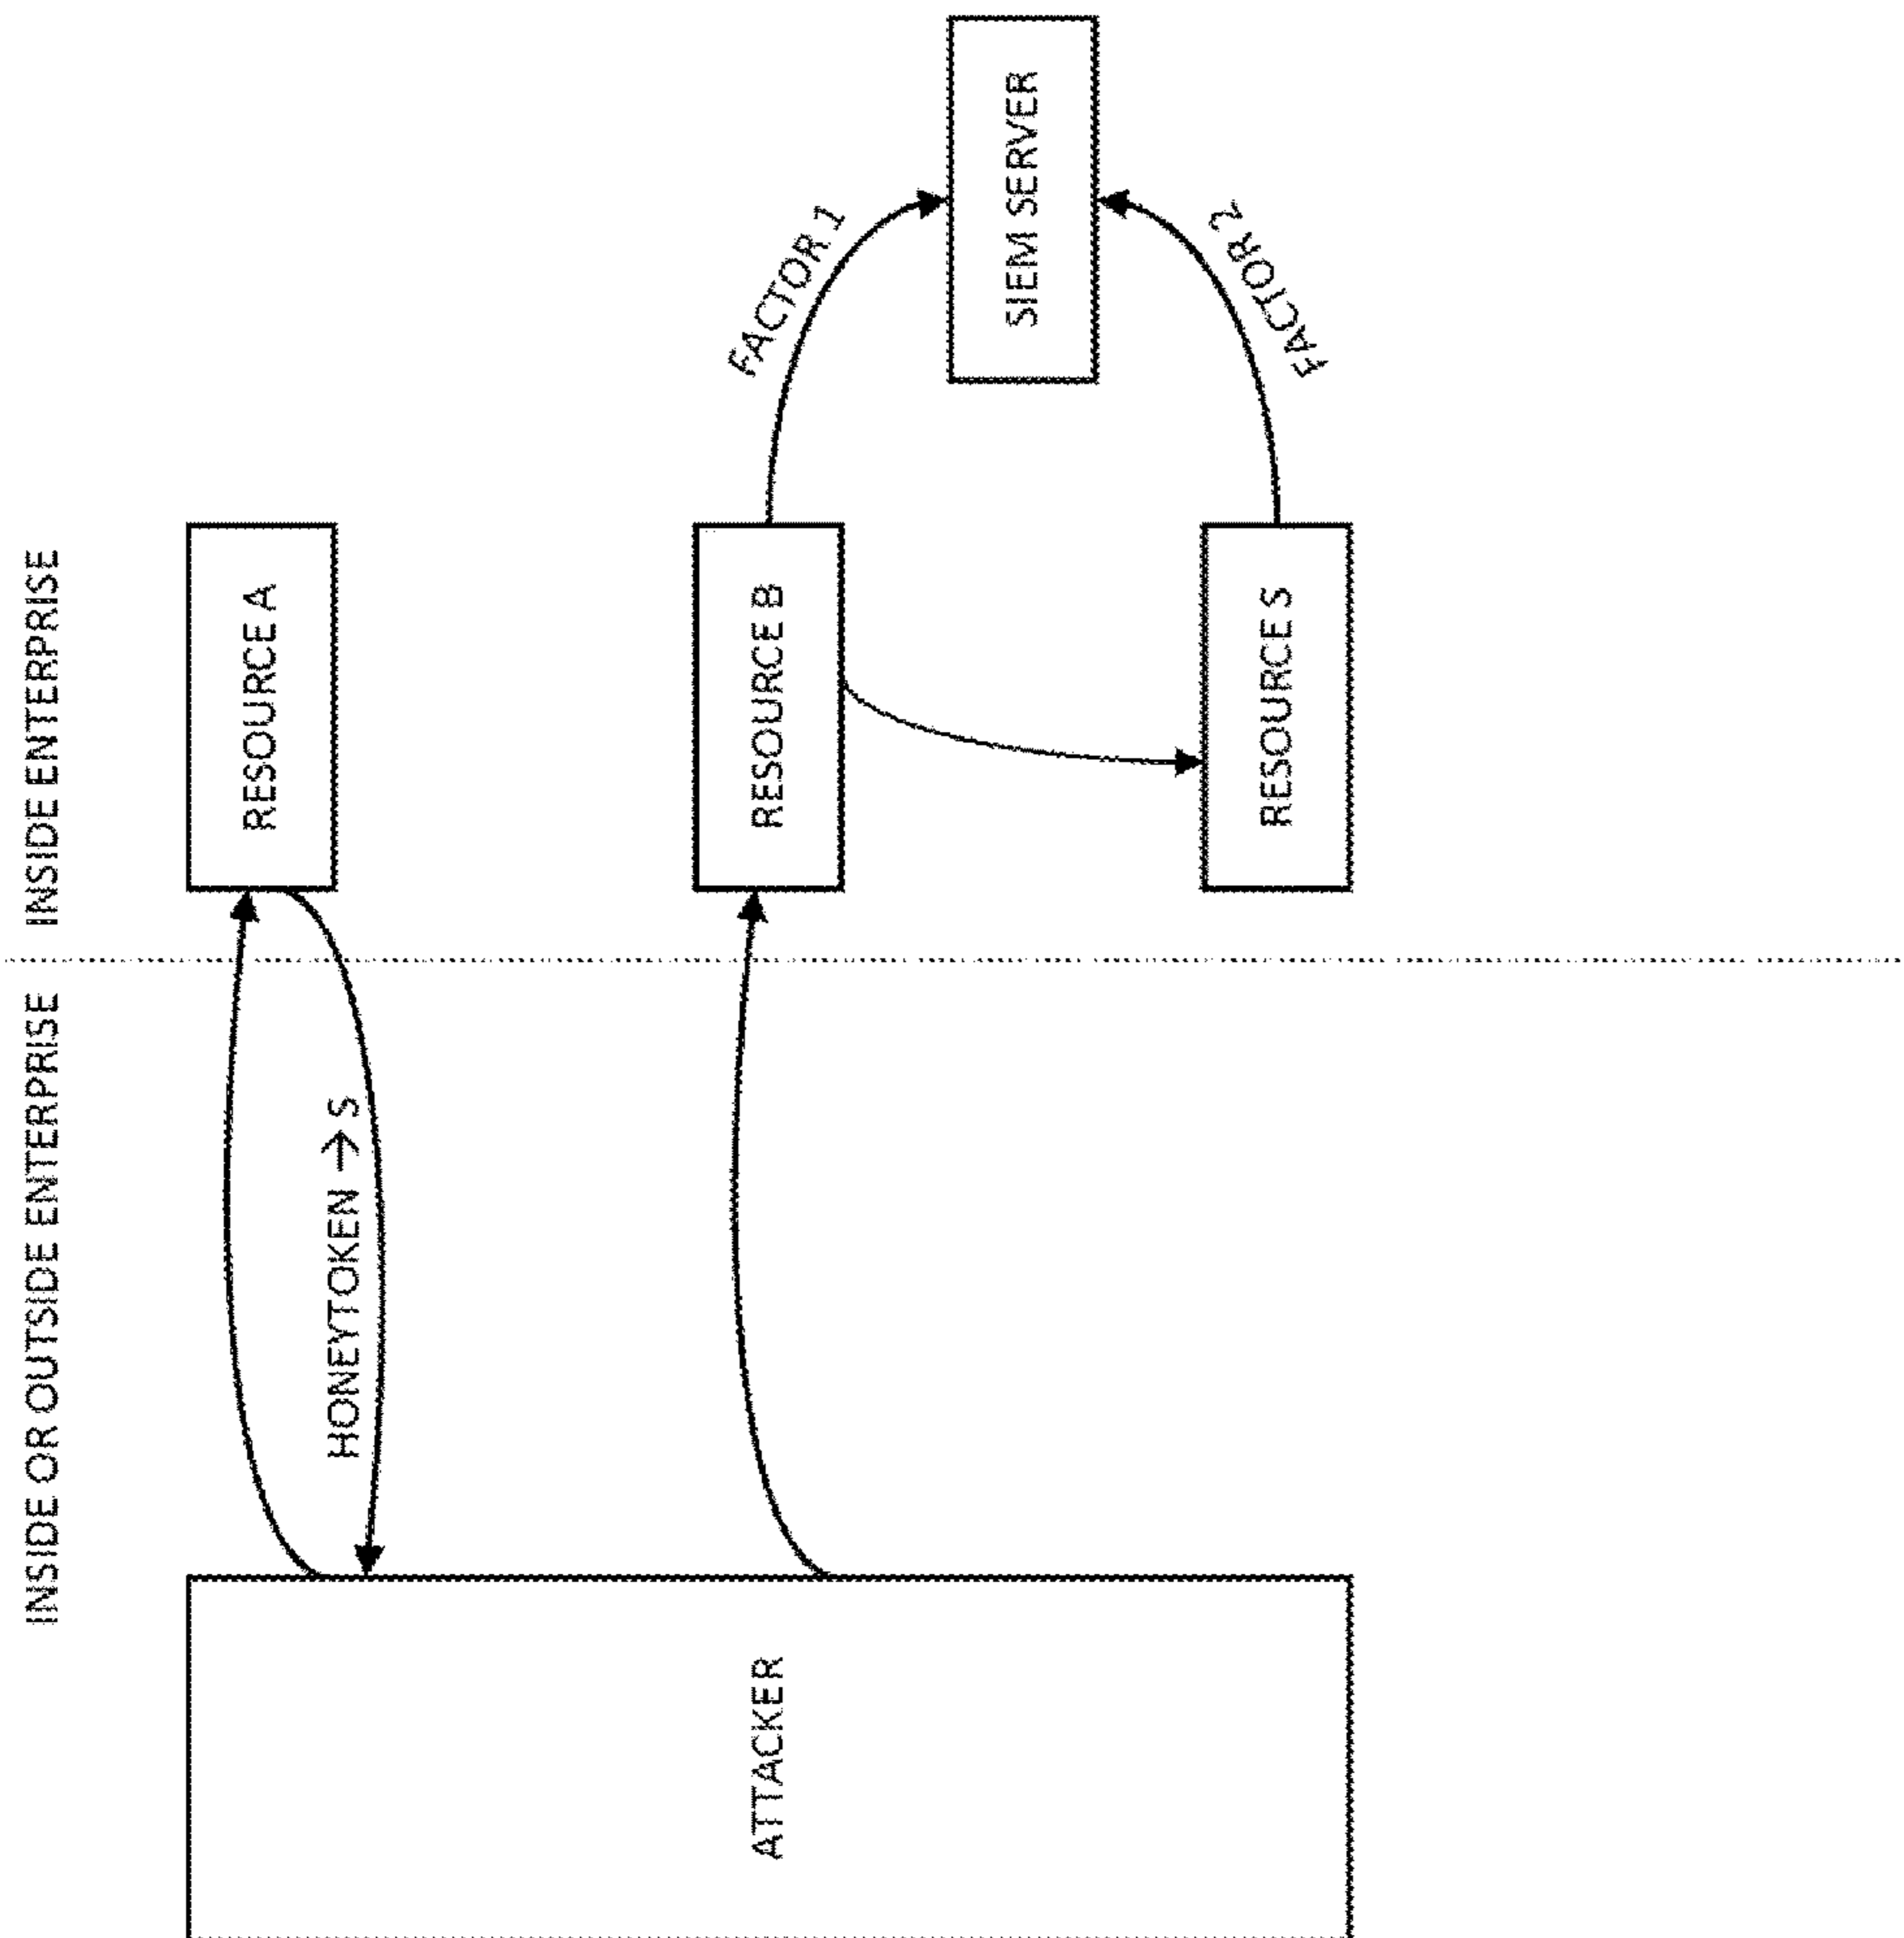 INSIDE OR OUTSIDE ENTERPRISE
INSIDE ENTERPRISE
ATTACKER
HONEYTOKEN → S
RESOURCE A
RESOURCE B
RESOURCE S
FACTOR 1
FACTOR 2
SIEM SERVER